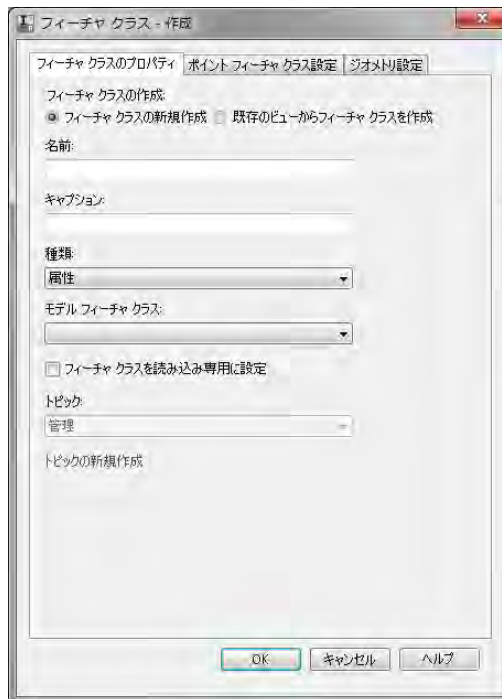 フィーチャ クラス - 作成
フィーチャ クラスのプロパティ ポイント フィーチャ クラス設定 ジオメトリ設定
フィーチャ クラスの作成:
フィーチャ クラスの新規作成 既存のビューからフィーチャ クラスを作成
名前:
キャプション:
種類:
属性
モデル フィーチャ クラス:
フィーチャ クラスを読み込み専用に設定
トピック:
管理
トピックの新規作成
OK キャンセル ヘルプ